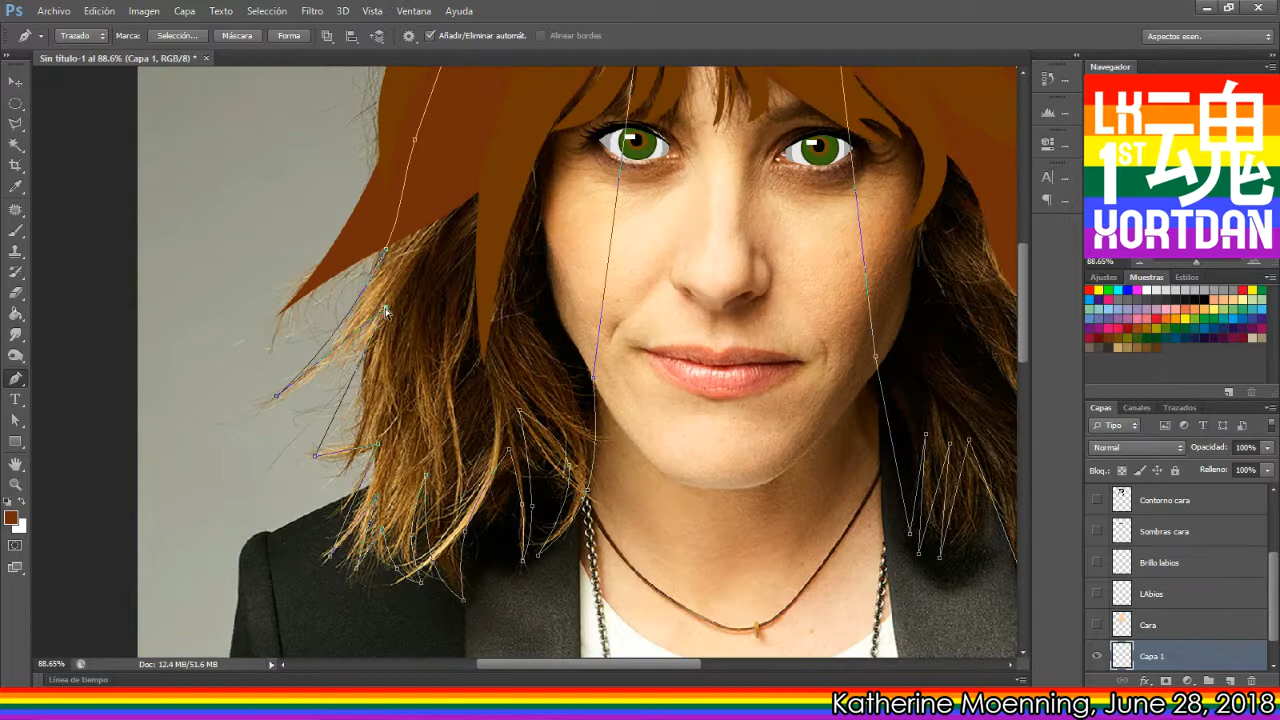 Ps Archivo Edición Imagen Capa Texto Selección Filtro 3D Vista Ventana Ayuda
Trazado Marca: Selección... Máscara Forma Añadir/Eliminar automát. Alinear bordes Aspectos esen.
Sin título-1 al 88.6% (Capa 1, RGB/8) *
Navegador
LK
1ST
魂
XORTDAN
88.65%
Ajustes Muestras Estilos
Capas Canales Trazados
Tipo
Normal Opacidad: 100%
Bloq.: Relleno: 100%
Contorno cara
Sombras cara
Brillo labios
LAbios
Cara
Capa 1
88.65% Doc: 12.4 MB/51.6 MB
Línea de tiempo
Katherine Moenning, June 28, 2018